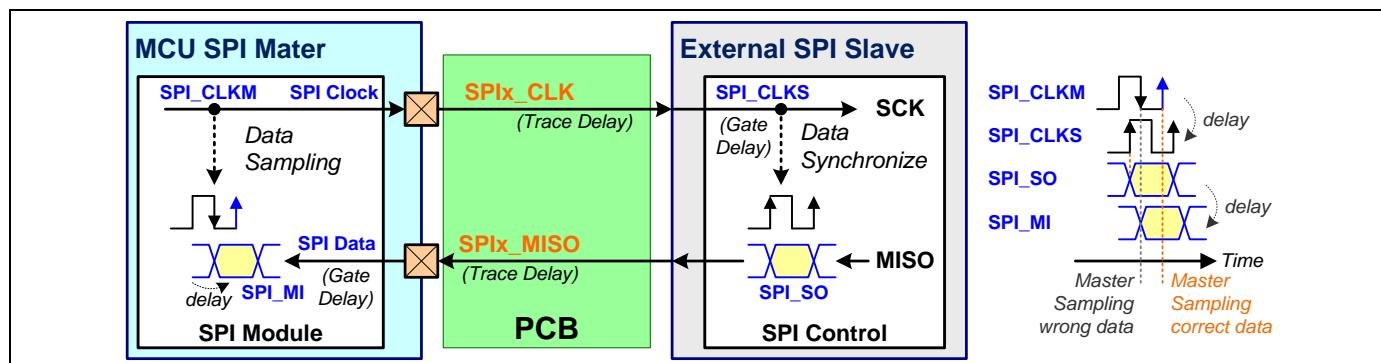 MCU SPI Mater
SPI_CLKM
SPI Clock
Data
Sampling
SPI Data
(Gate
Delay)
delay
SPI_MI
SPI Module
SPIx_CLK
(Trace Delay)
SPIx_MISO
(Trace Delay)
PCB
External SPI Slave
SPI_CLKS
SCK
(Gate
Delay)
Data
Synchronize
MISO
SPI_SO
SPI Control
SPI_CLKM
delay
SPI_CLKS
SPI_SO
delay
SPI_MI
Time
Master
Sampling
wrong data
Master
Sampling
correct data